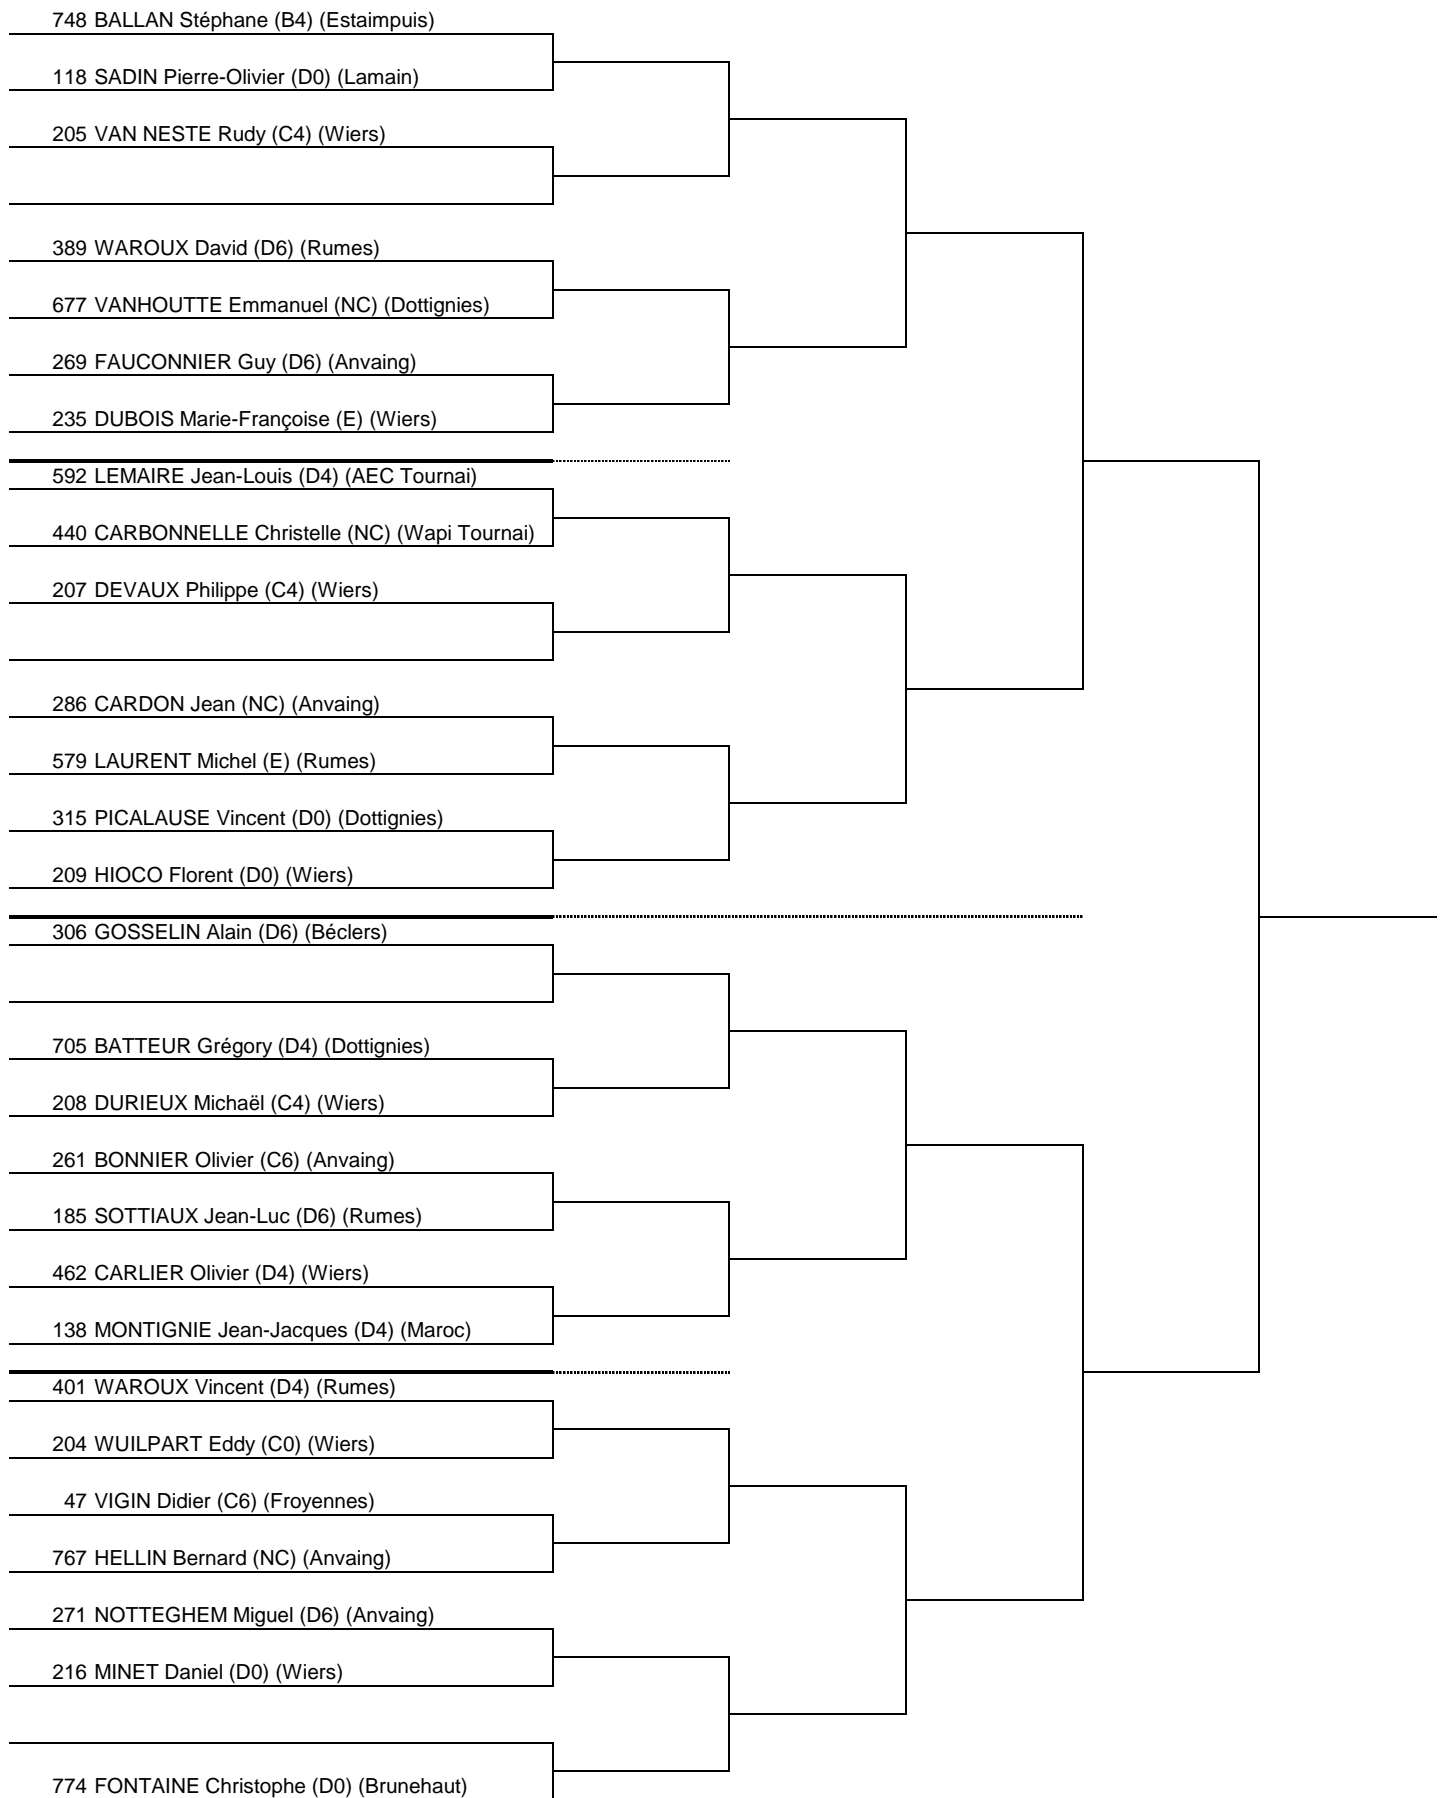 748 BALLAN Stéphane (B4) (Estaimpuis)
118 SADIN Pierre-Olivier (D0) (Lamain)
205 VAN NESTE Rudy (C4) (Wiers)
389 WAROUX David (D6) (Rumes)
677 VANHOUTTE Emmanuel (NC) (Dottignies)
269 FAUCONNIER Guy (D6) (Anvaing)
235 DUBOIS Marie-Françoise (E) (Wiers)
592 LEMAIRE Jean-Louis (D4) (AEC Tournai)
440 CARBONNELLE Christelle (NC) (Wapi Tournai)
207 DEVAUX Philippe (C4) (Wiers)
286 CARDON Jean (NC) (Anvaing)
579 LAURENT Michel (E) (Rumes)
315 PICALAUSE Vincent (D0) (Dottignies)
209 HIOCO Florent (D0) (Wiers)
306 GOSSELIN Alain (D6) (Béclers)
705 BATTEUR Grégory (D4) (Dottignies)
208 DURIEUX Michaël (C4) (Wiers)
261 BONNIER Olivier (C6) (Anvaing)
185 SOTTIAUX Jean-Luc (D6) (Rumes)
462 CARLIER Olivier (D4) (Wiers)
138 MONTIGNIE Jean-Jacques (D4) (Maroc)
401 WAROUX Vincent (D4) (Rumes)
204 WUILPART Eddy (C0) (Wiers)
47 VIGIN Didier (C6) (Froyennes)
767 HELLIN Bernard (NC) (Anvaing)
271 NOTTEGHEM Miguel (D6) (Anvaing)
216 MINET Daniel (D0) (Wiers)
774 FONTAINE Christophe (D0) (Brunehaut)